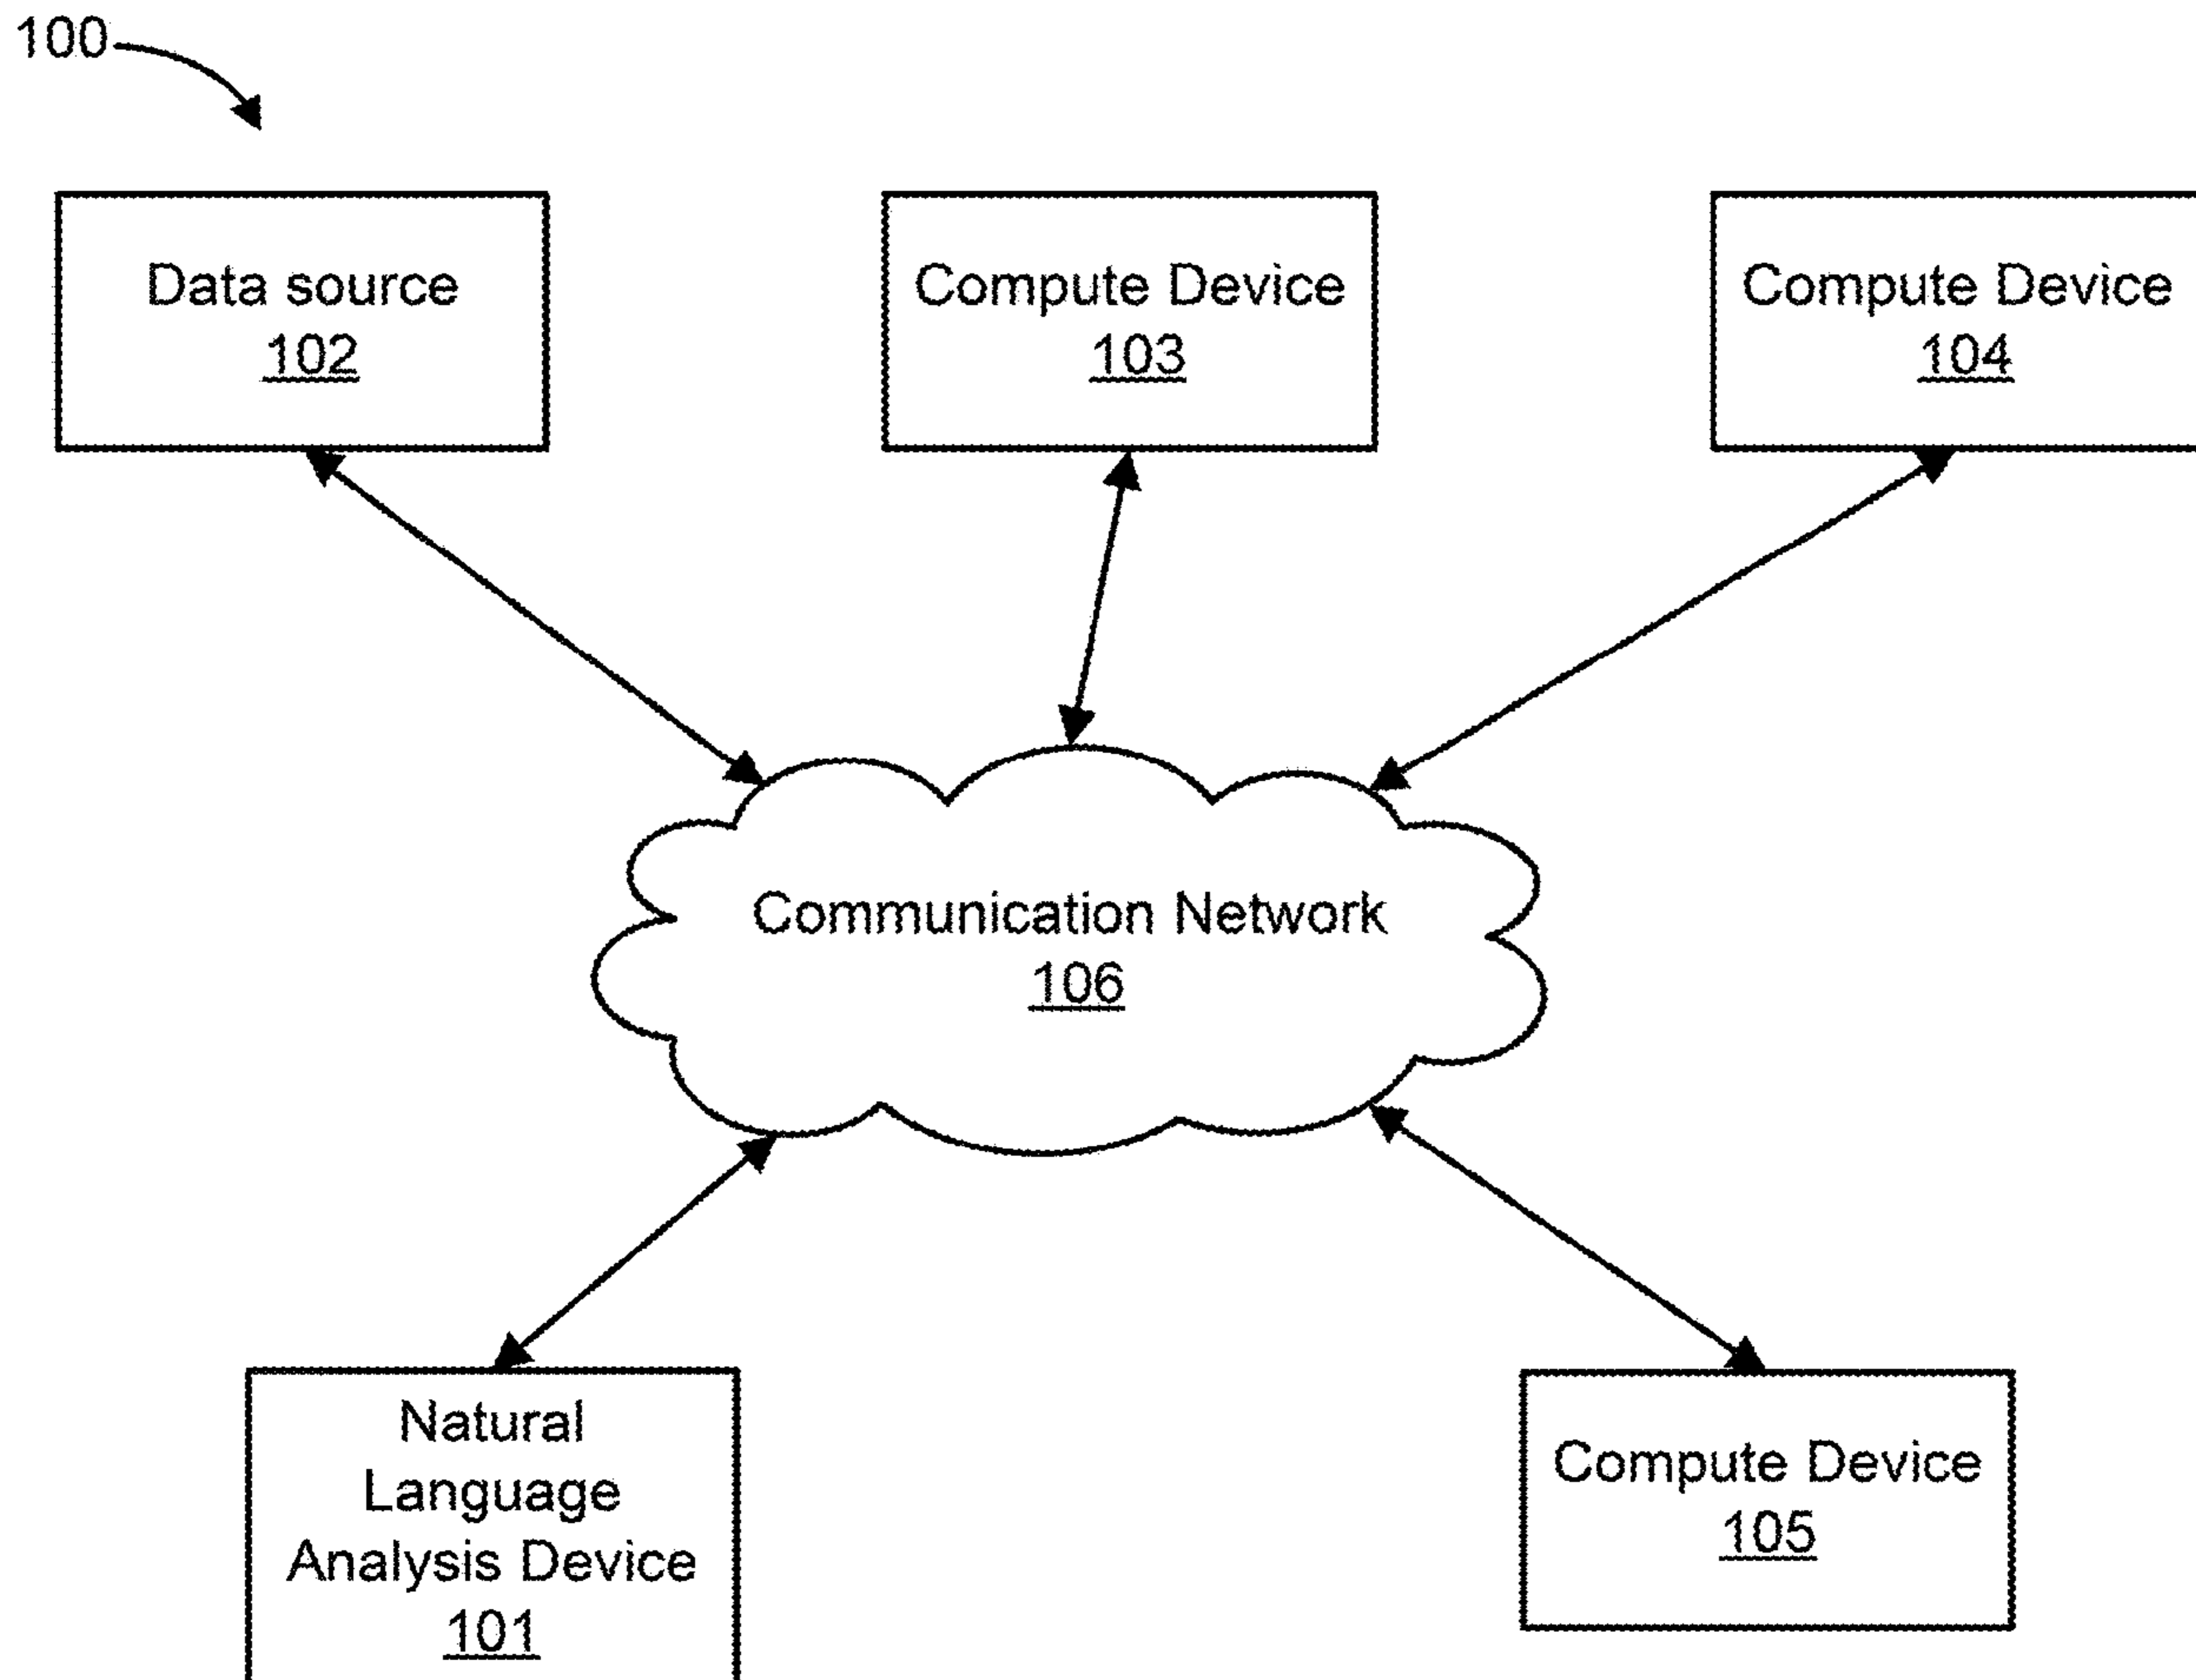 100
Data source
102
Compute Device
103
Compute Device
104
Communication Network
106
Natural
Language
Analysis Device
101
Compute Device
105